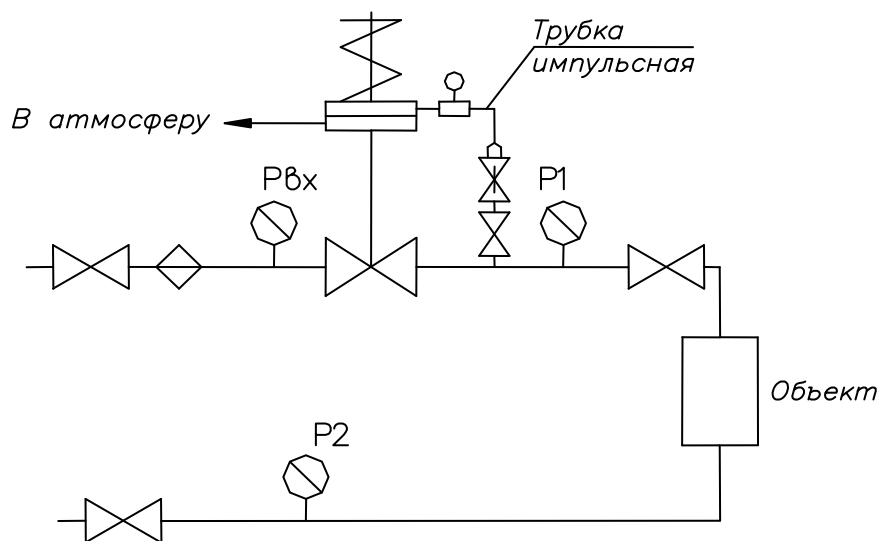 Трубка
импульсная
В атмосферу
Рвх
Р1
Объект
Р2